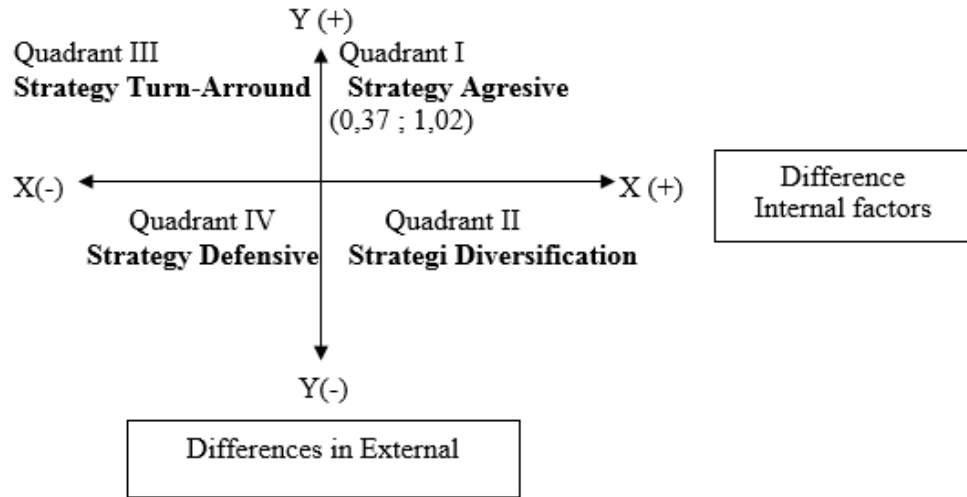 Y (+)
Quadrant III
Strategy Turn-Arround
Quadrant I
Strategy Agresive
(0,37 ; 1,02)
X(-)
X (+)
Difference
Internal factors
Quadrant IV
Strategy Defensive
Quadrant II
Strategi Diversification
Y(-)
Differences in External